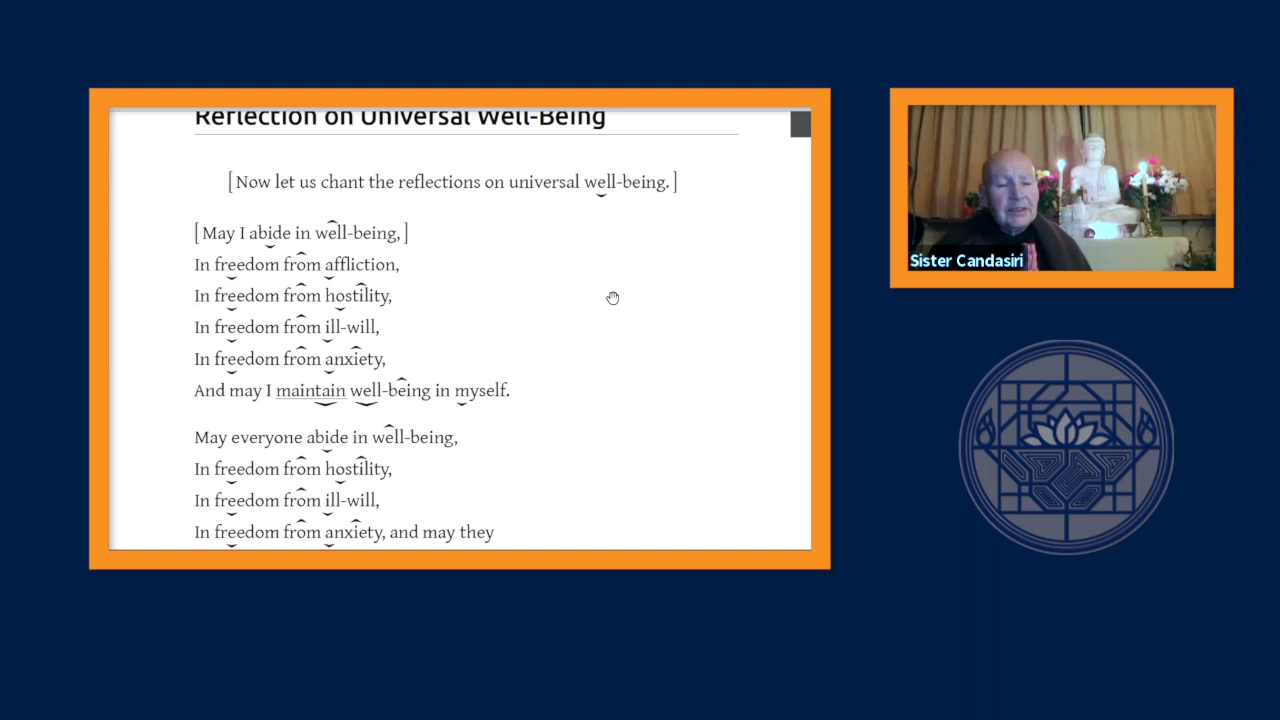 Reflection on Universal Well-Being
[Now let us chant the reflections on universal well-being.]
[May I abide in well-being,]
In freedom from affliction,
In freedom from hostility,
In freedom from ill-will,
In freedom from anxiety,
And may I maintain well-being in myself.
May everyone abide in well-being,
In freedom from hostility,
In freedom from ill-will,
In freedom from anxiety, and may they
Sister Candasiri